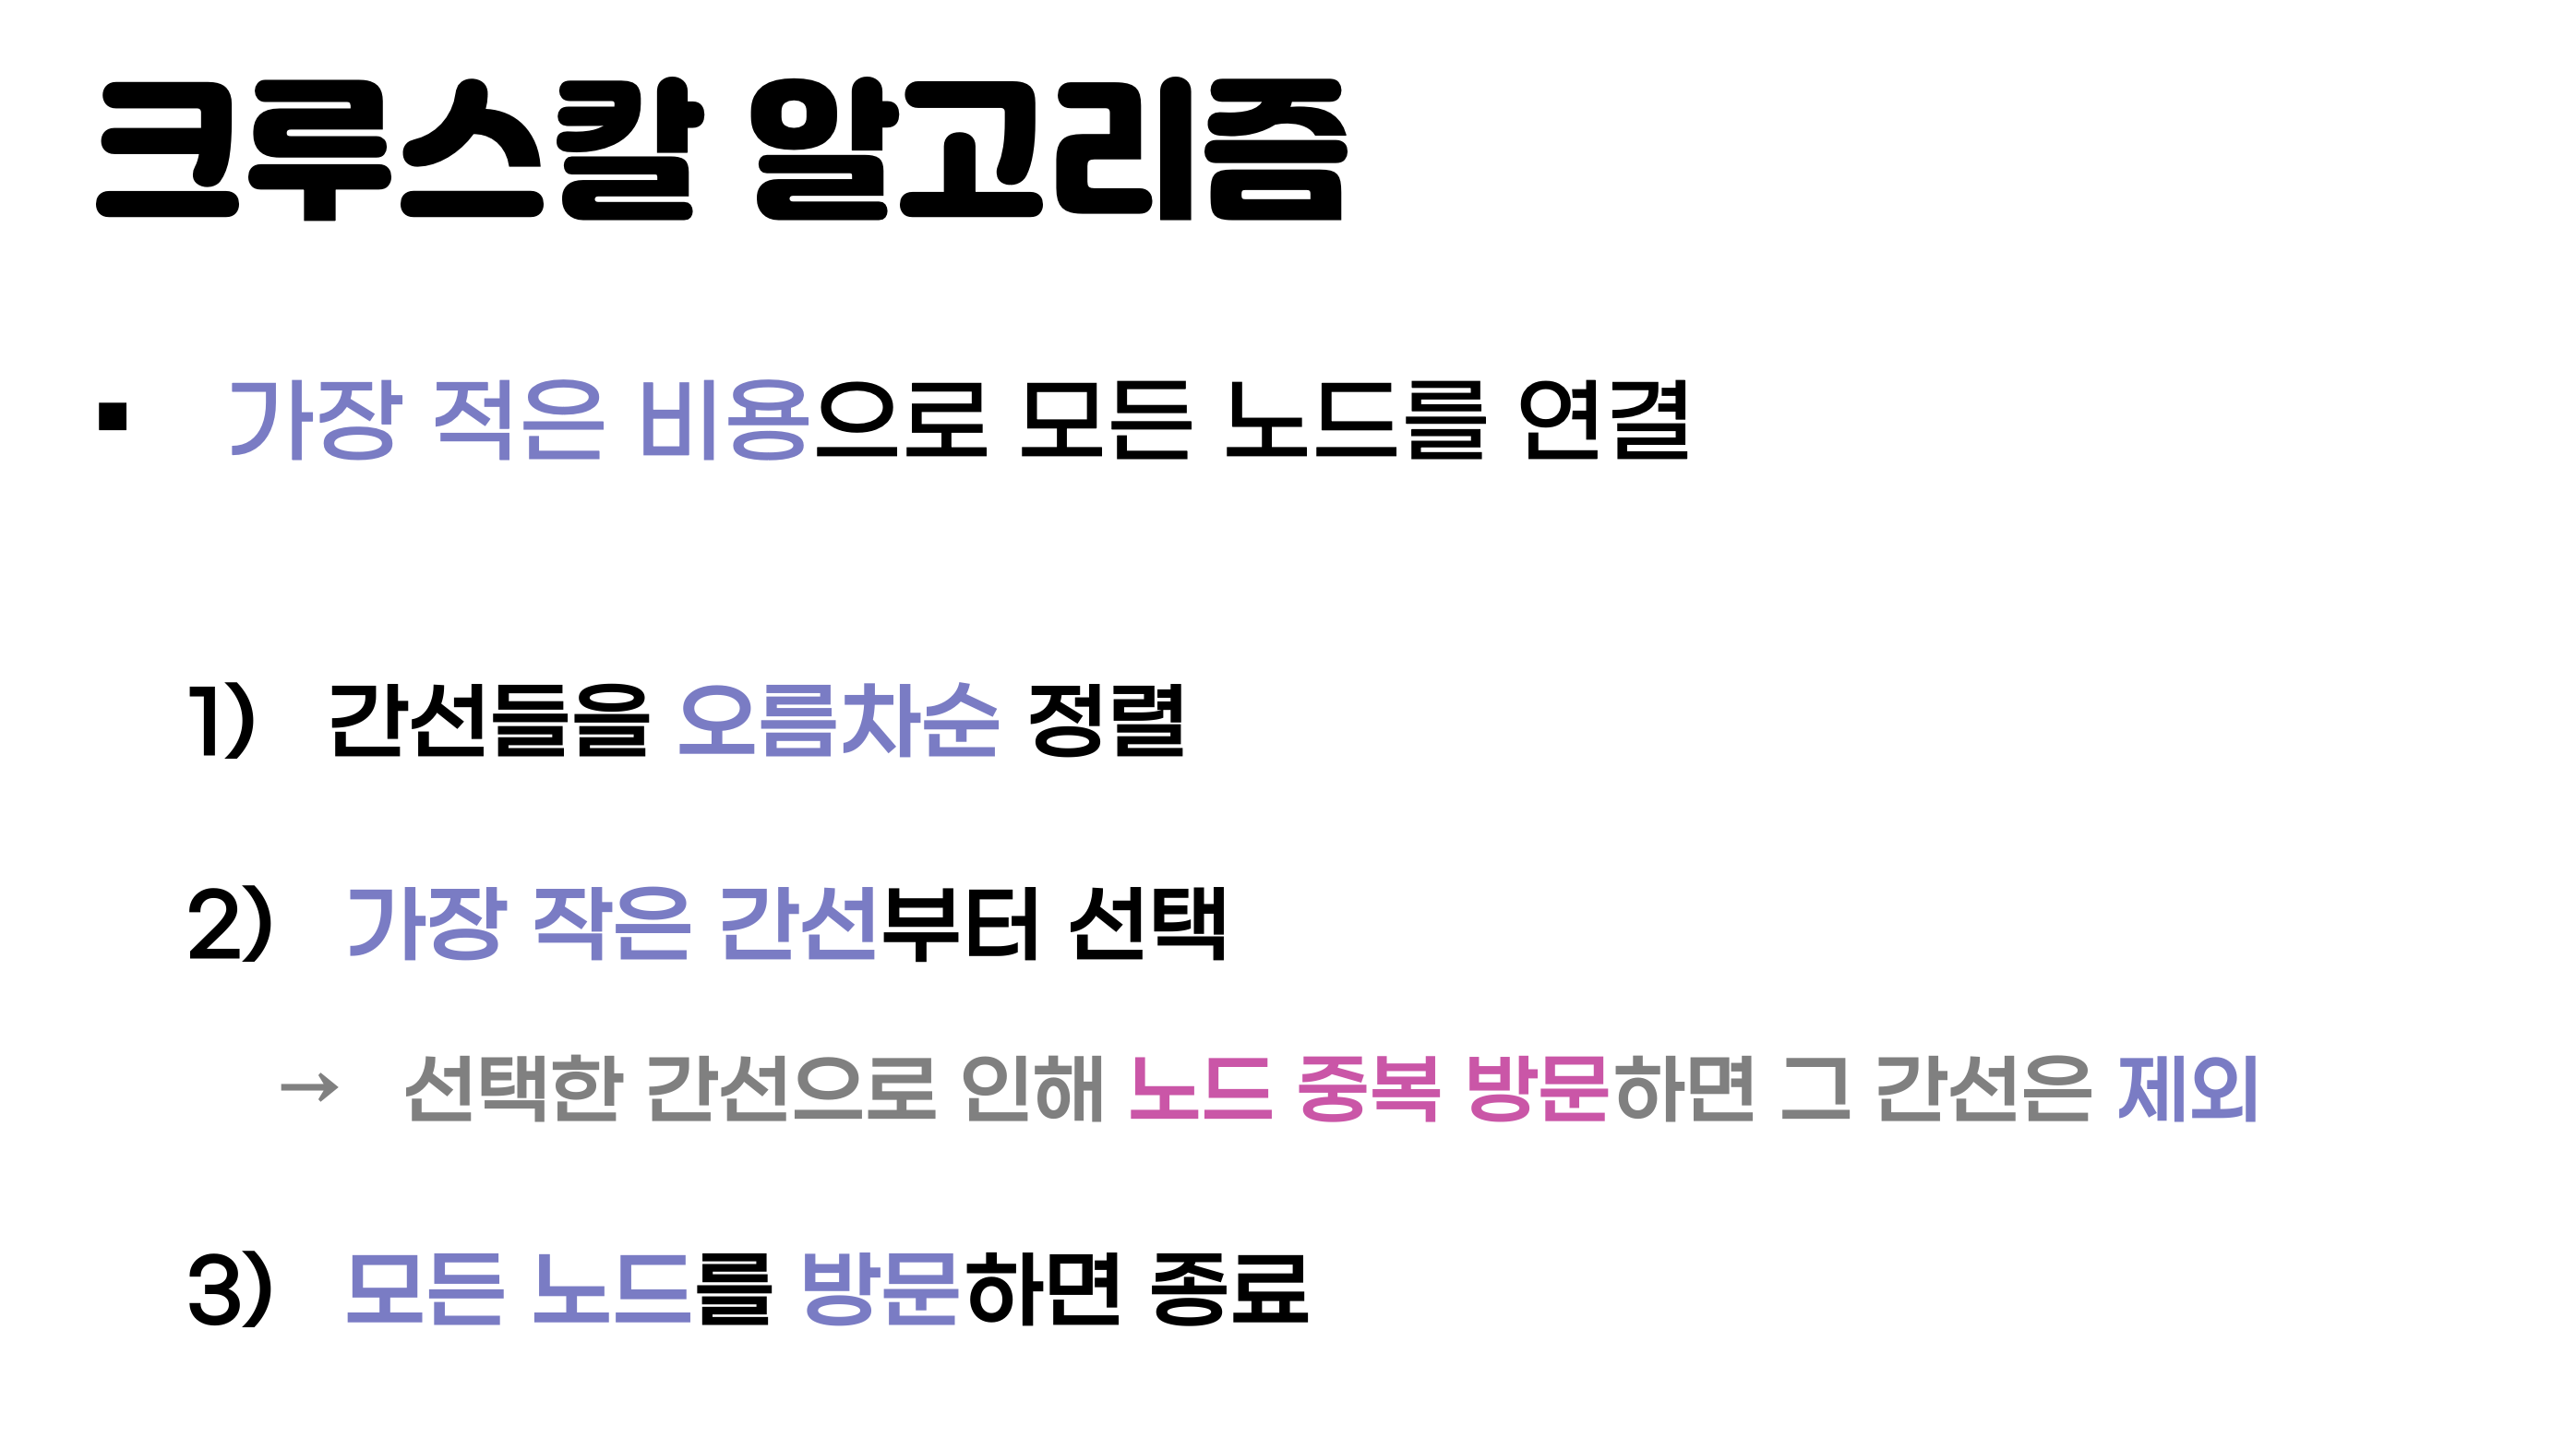 크루스칼 알고리즘
▪ 가장 적은 비용으로 모든 노드를 연결
1) 간선들을 오름차순 정렬
2) 가장 작은 간선부터 선택
→ 선택한 간선으로 인해 노드 중복 방문하면 그 간선은 제외
3) 모든 노드를 방문하면 종료